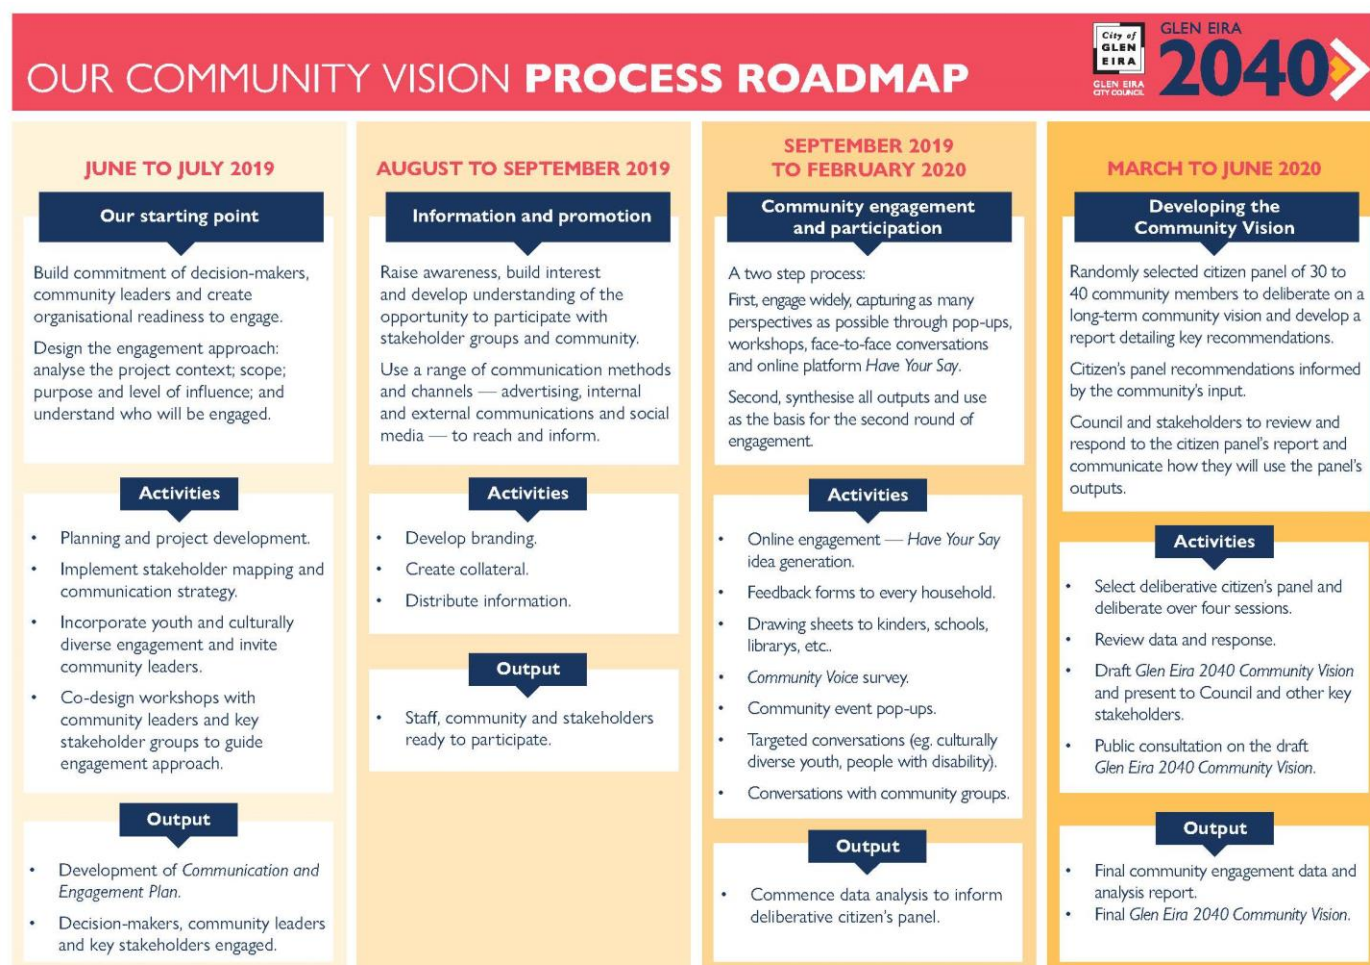 OUR COMMUNITY VISION PROCESS ROADMAP
City of
GLEN
EIRA
GLEN EIRA
CITY COUNCIL
GLEN EIRA
2040
JUNE TO JULY 2019
Our starting point
Build commitment of decision-makers,
community leaders and create
organisational readiness to engage.
Design the engagement approach:
analyse the project context; scope;
purpose and level of influence; and
understand who will be engaged.
Activities
• Planning and project development.
• Implement stakeholder mapping and
communication strategy.
• Incorporate youth and culturally
diverse engagement and invite
community leaders.
• Co-design workshops with
community leaders and key
stakeholder groups to guide
engagement approach.
Output
• Development of Communication and
Engagement Plan.
• Decision-makers, community leaders
and key stakeholders engaged.
AUGUST TO SEPTEMBER 2019
Information and promotion
Raise awareness, build interest
and develop understanding of the
opportunity to participate with
stakeholder groups and community.
Use a range of communication methods
and channels — advertising, internal
and external communications and social
media — to reach and inform.
Activities
• Develop branding.
• Create collateral.
• Distribute information.
Output
• Staff, community and stakeholders
ready to participate.
SEPTEMBER 2019
TO FEBRUARY 2020
Community engagement
and participation
A two step process:
First, engage widely, capturing as many
perspectives as possible through pop-ups,
workshops, face-to-face conversations
and online platform Have Your Say.
Second, synthesise all outputs and use
as the basis for the second round of
engagement.
Activities
• Online engagement — Have Your Say
idea generation.
• Feedback forms to every household.
• Drawing sheets to kinders, schools,
librarys, etc..
• Community Voice survey.
• Community event pop-ups.
• Targeted conversations (eg. culturally
diverse youth, people with disability).
• Conversations with community groups.
Output
• Commence data analysis to inform
deliberative citizen's panel.
MARCH TO JUNE 2020
Developing the
Community Vision
Randomly selected citizen panel of 30 to
40 community members to deliberate on a
long-term community vision and develop a
report detailing key recommendations.
Citizen's panel recommendations informed
by the community's input.
Council and stakeholders to review and
respond to the citizen panel's report and
communicate how they will use the panel's
outputs.
Activities
• Select deliberative citizen's panel and
deliberate over four sessions.
• Review data and response.
• Draft Glen Eira 2040 Community Vision
and present to Council and other key
stakeholders.
• Public consultation on the draft
Glen Eira 2040 Community Vision.
Output
• Final community engagement data and
analysis report.
• Final Glen Eira 2040 Community Vision.